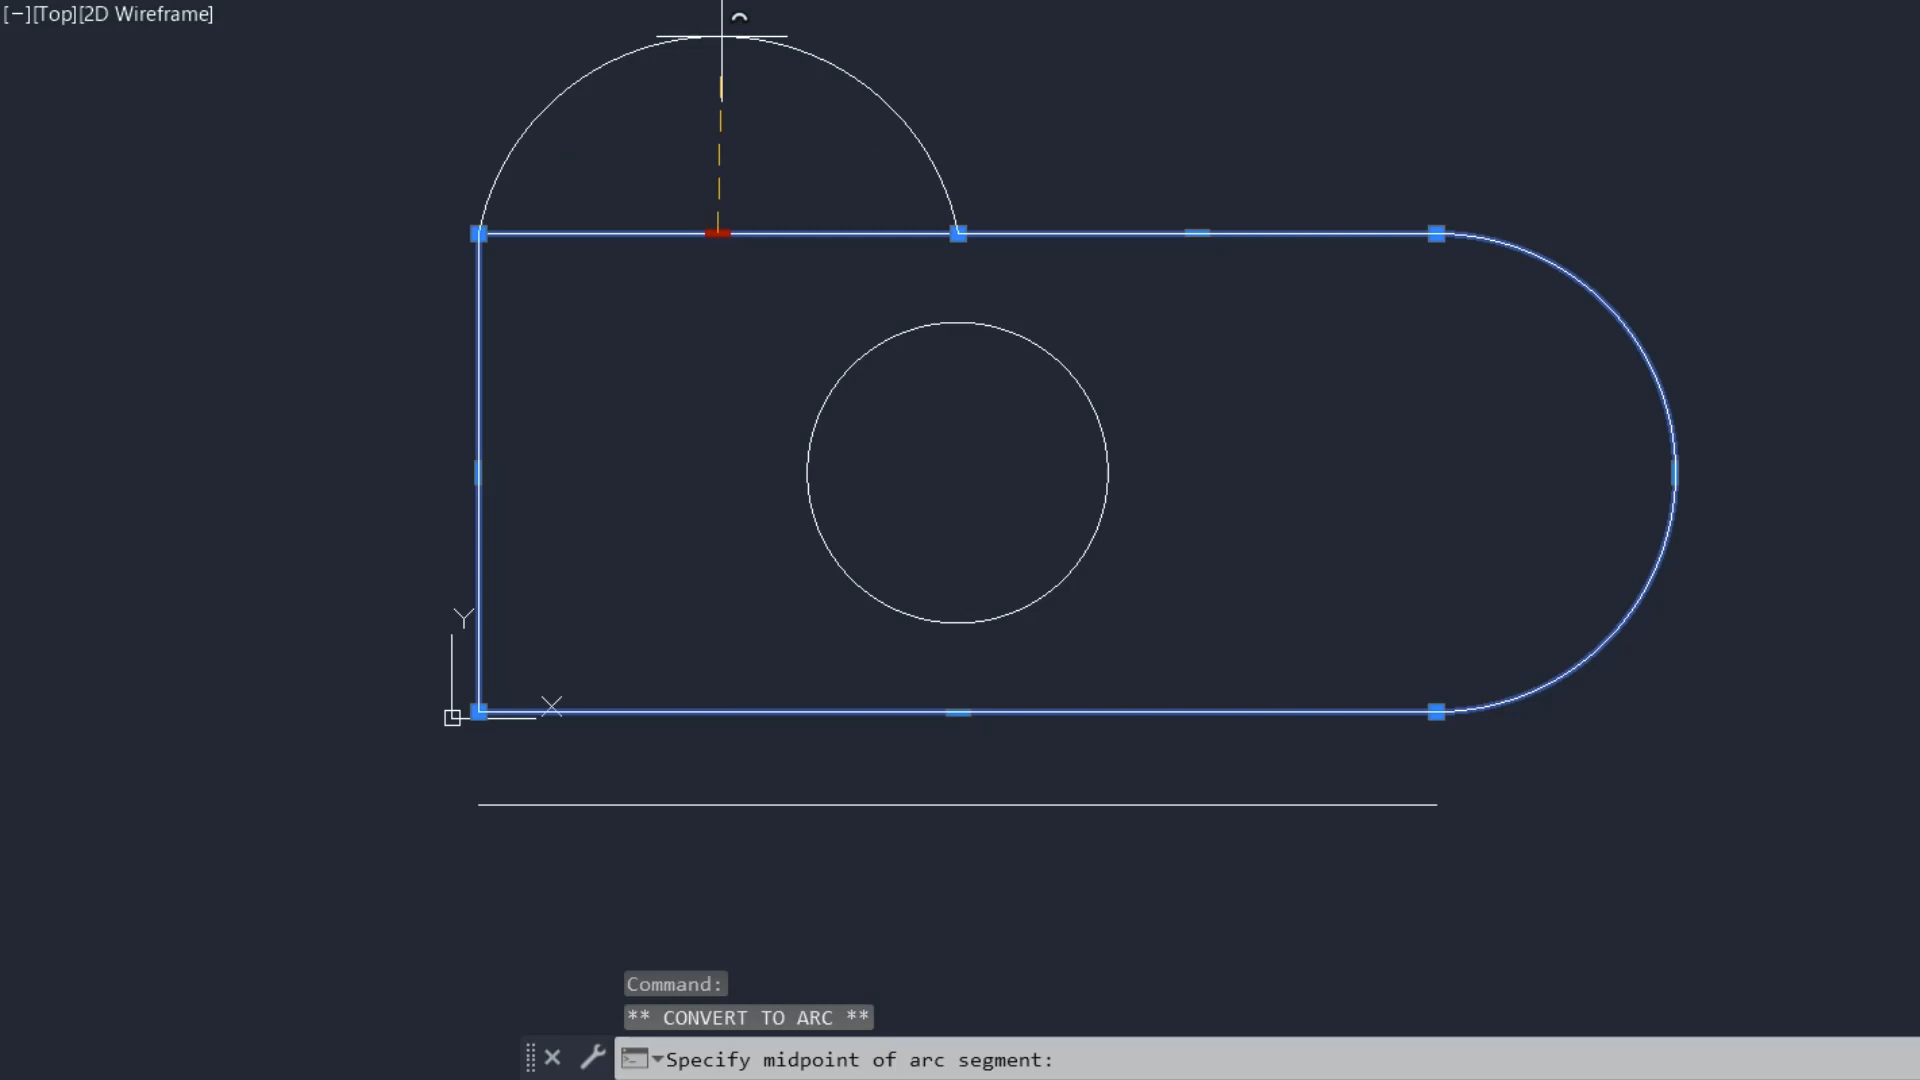 [−][Top][2D Wireframe]
Y
X
Command:
** CONVERT TO ARC **
Specify midpoint of arc segment: